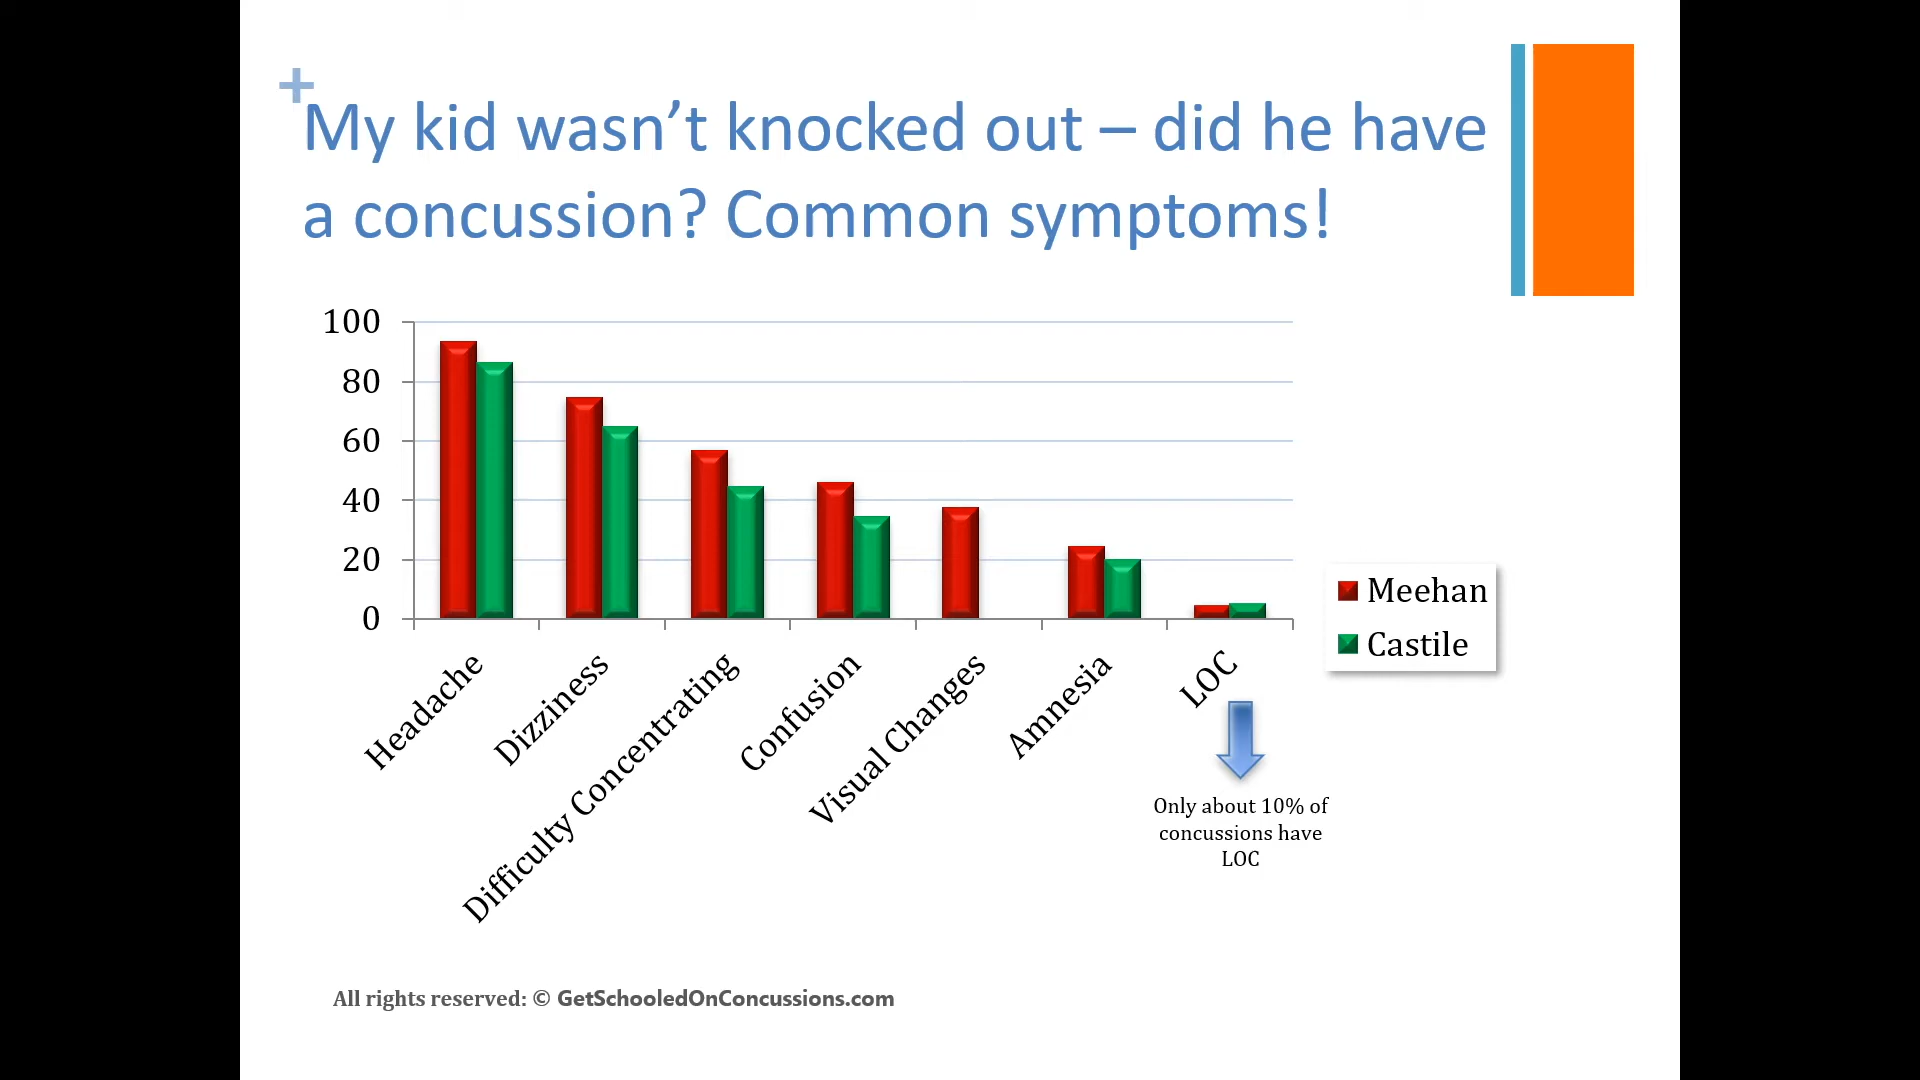 +
My kid wasn’t knocked out – did he have
a concussion? Common symptoms!
100
80
60
40
20
0
Headache
Dizziness
Difficulty Concentrating
Confusion
Visual Changes
Amnesia
LOC
Meehan
Castile
Only about 10% of
concussions have
LOC
All rights reserved: © GetSchooledOnConcussions.com